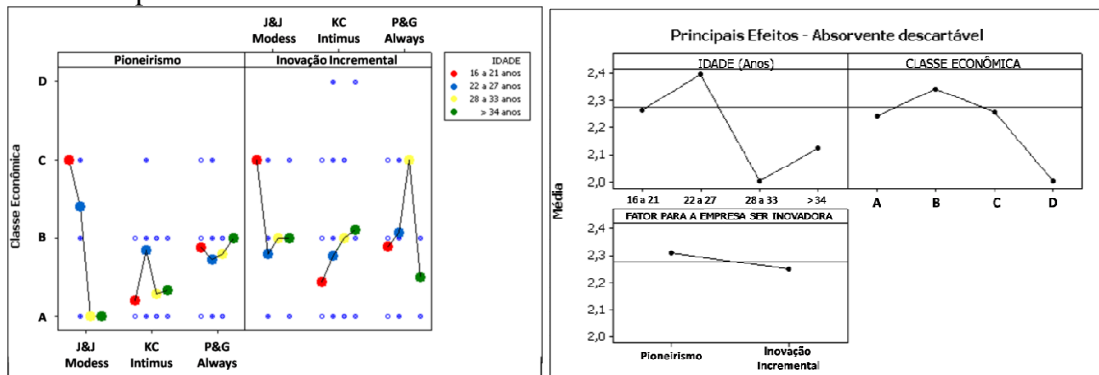 J&J
Modess
KC
Intimus
P&G
Always
Pioneirismo
Inovação Incremental
IDADE
16 a 21 anos
22 a 27 anos
28 a 33 anos
> 34 anos
Classe Econômica
D
C
B
A
J&J
Modess
KC
Intimus
P&G
Always
Principais Efeitos - Absorvente descartável
IDADE (Anos)
CLASSE ECONÔMICA
Média
2,4
2,3
2,2
2,1
2,0
16 a 21
22 a 27
28 a 33
>34
A
B
C
D
FATOR PARA A EMPRESA SER INOVADORA
2,4
2,3
2,2
2,1
2,0
Pioneirismo
Inovação
Incremental